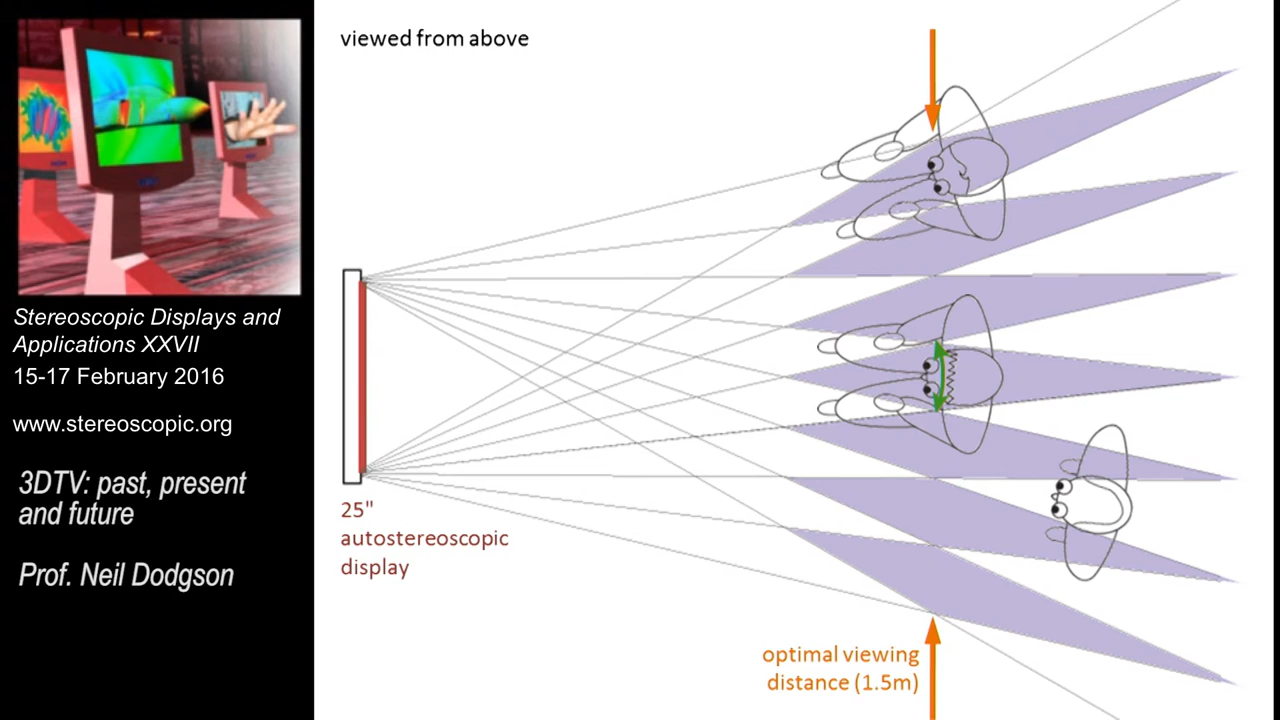 Stereoscopic Displays and
Applications XXVII
15-17 February 2016
www.stereoscopic.org
3DTV: past, present
and future
Prof. Neil Dodgson
viewed from above
25"
autostereoscopic
display
optimal viewing
distance (1.5m)